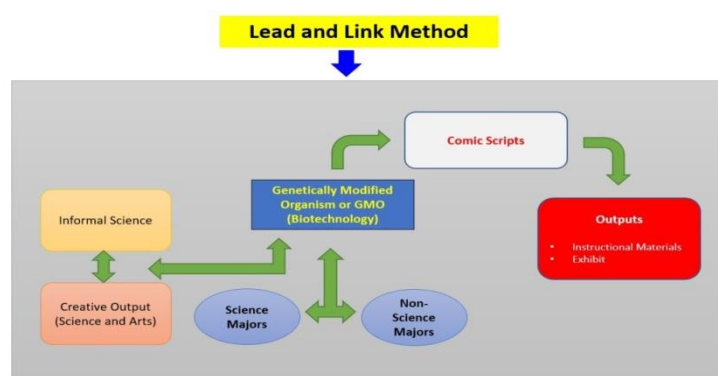 Lead and Link Method
Comic Scripts
Genetically Modified
Organism or GMO
(Biotechnology)
Informal Science
Outputs
• Instructional Materials
• Exhibit
Creative Output
(Science and Arts)
Science
Majors
Non-
Science
Majors